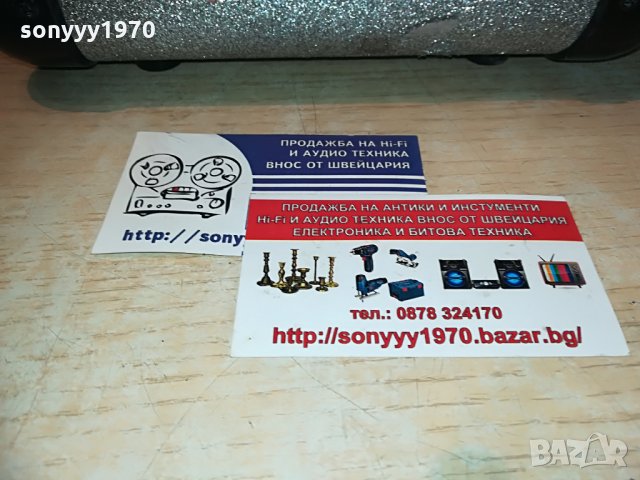 sonyyy1970
ПРОДАЖБА НА Hi-Fi
И АУДИО ТЕХНИКА
ВНОС ОТ ШВЕЙЦАРИЯ
http://sony
ПРОДАЖБА НА АНТИКИ И ИНСТУМЕНТИ
Hi-Fi И АУДИО ТЕХНИКА ВНОС ОТ ШВЕЙЦАРИЯ
ЕЛЕКТРОНИКА И БИТОВА ТЕХНИКА
тел.: 0878 324170
http://sonyyy1970.bazar.bg/
BAZAR
bg